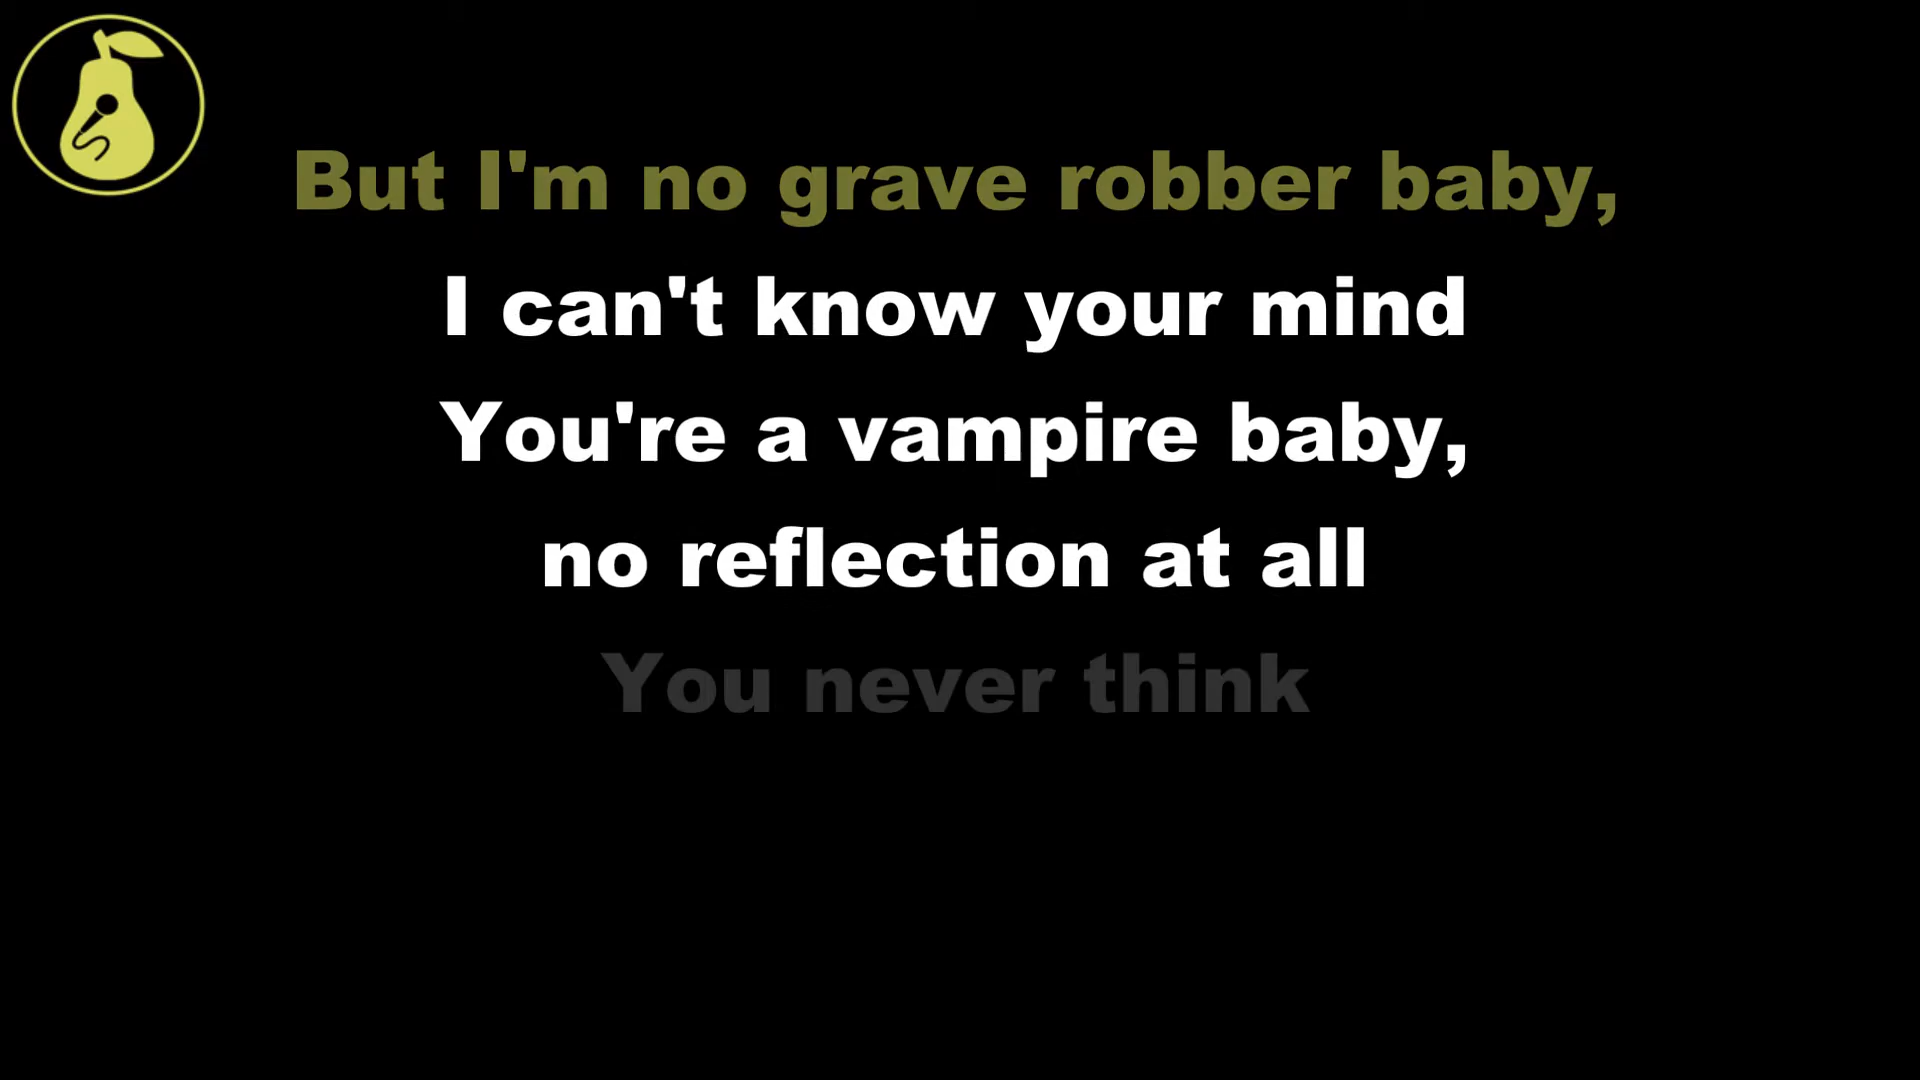 But I'm no grave robber baby,
I can't know your mind
You're a vampire baby,
no reflection at all
You never think